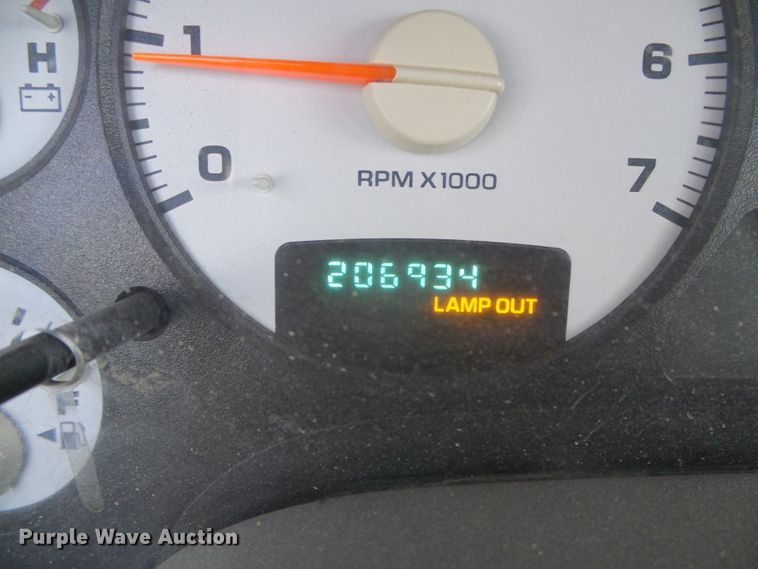 H
1
6
0
7
RPM X1000
206934
LAMP OUT
F
Purple Wave Auction